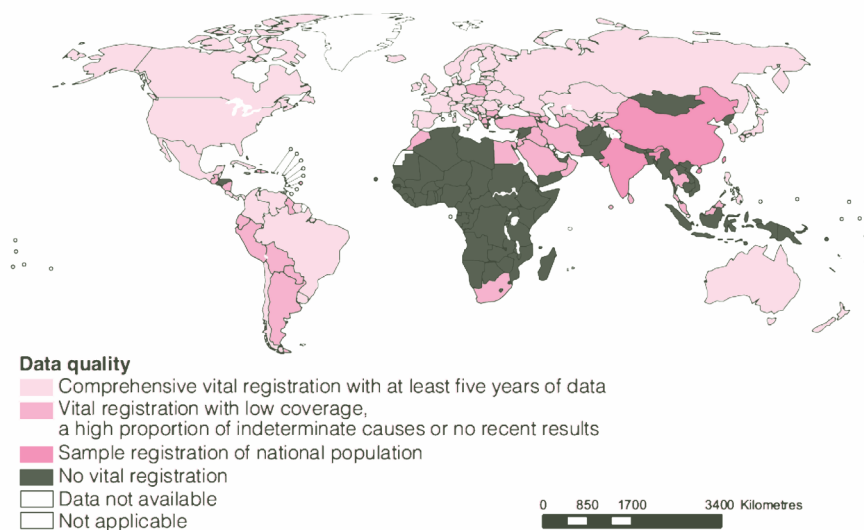 Data quality
Comprehensive vital registration with at least five years of data
Vital registration with low coverage,
a high proportion of indeterminate causes or no recent results
Sample registration of national population
No vital registration
Data not available
Not applicable
0 850 1700 3400 Kilometres